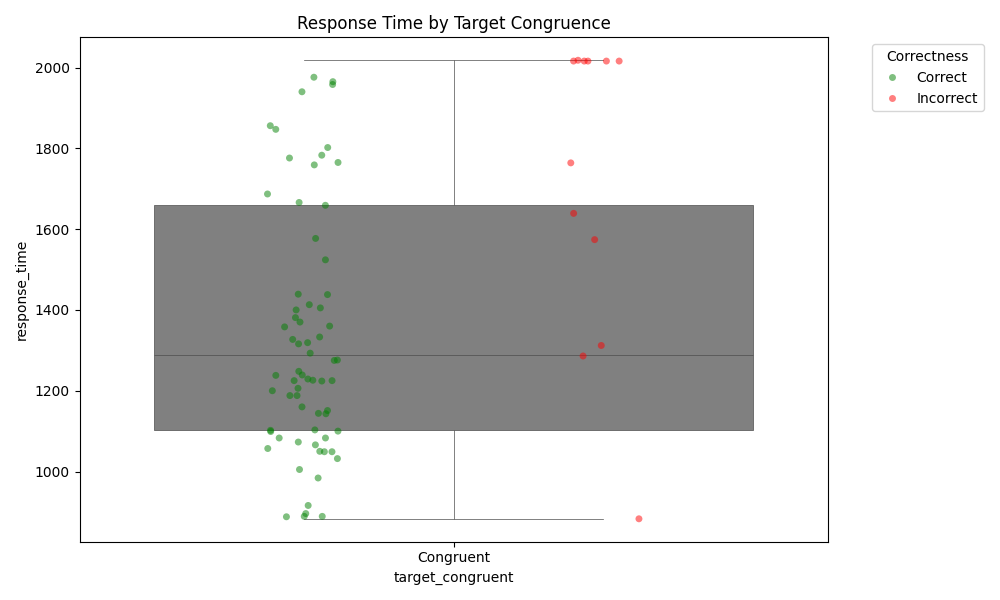 Response Time by Target Congruence
Correctness
Correct
Incorrect
response_time
2000
1800
1600
1400
1200
1000
Congruent
target_congruent